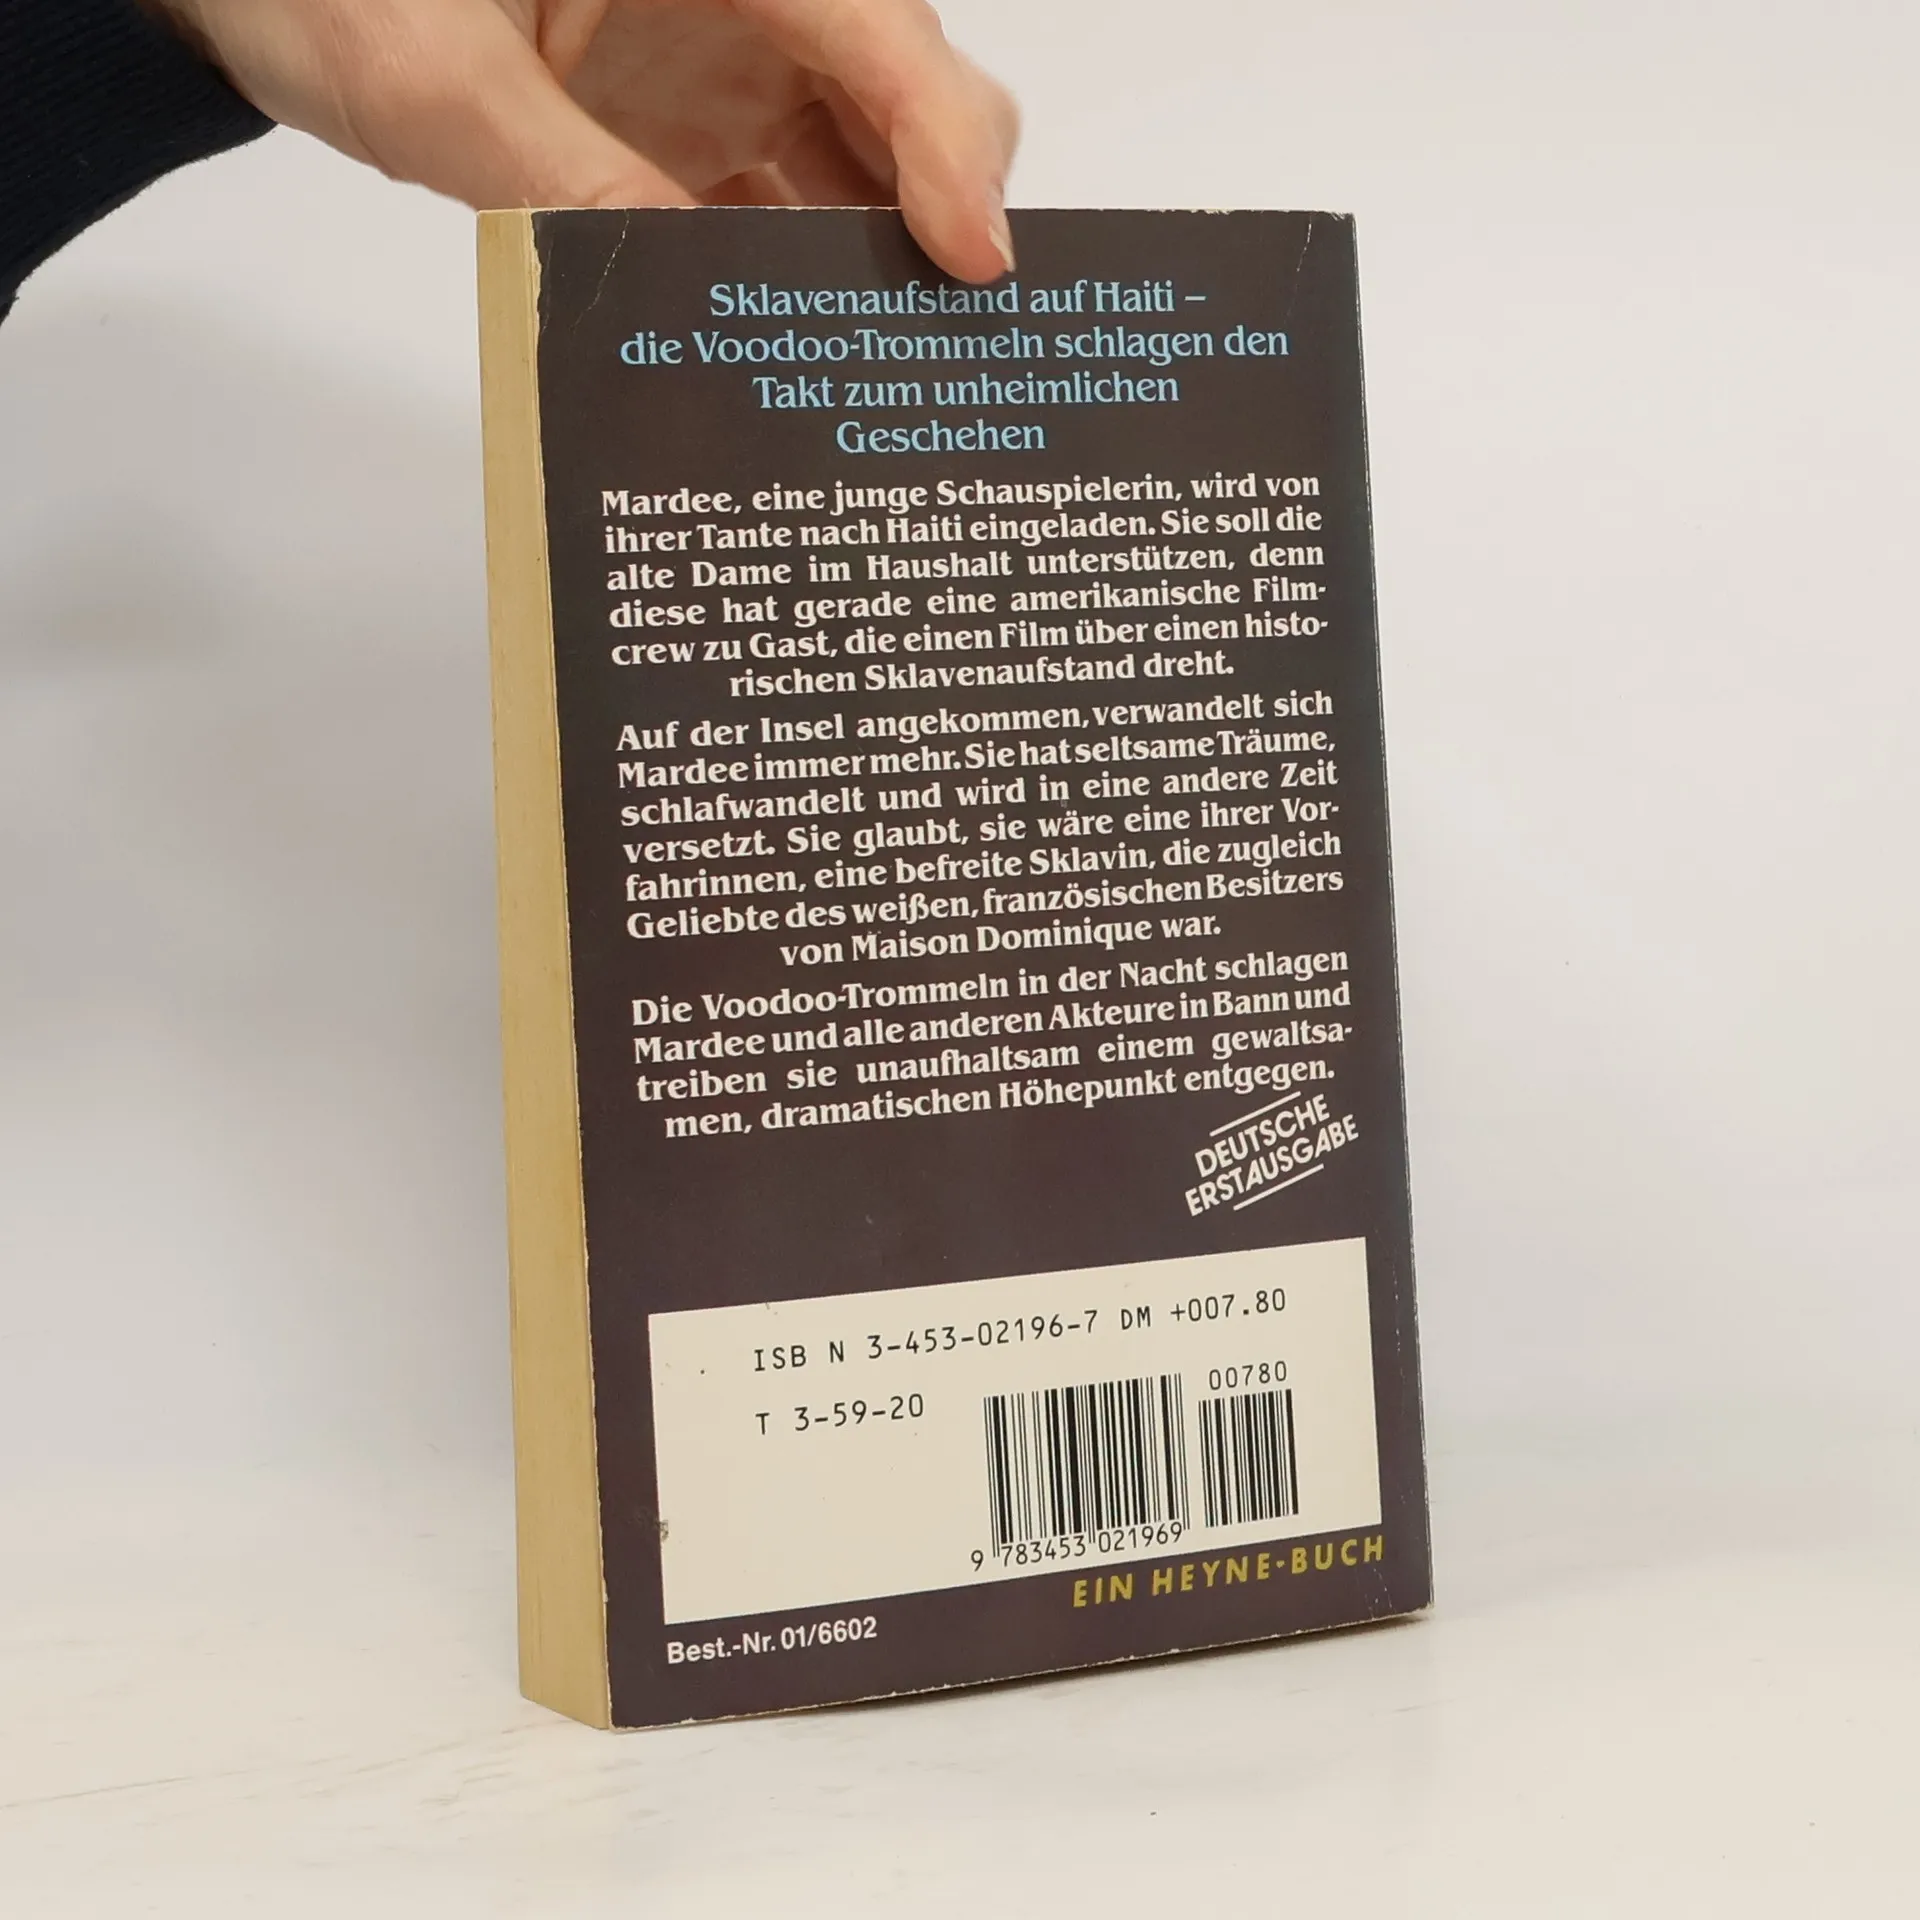 Sklavenaufstand auf Haiti –
die Voodoo-Trommeln schlagen den
Takt zum unheimlichen
Geschehen
Mardee, eine junge Schauspielerin, wird von
ihrer Tante nach Haiti eingeladen. Sie soll die
alte Dame im Haushalt unterstützen, denn
diese hat gerade eine amerikanische Film-
crew zu Gast, die einen Film über einen histo-
rischen Sklavenaufstand dreht.
Auf der Insel angekommen, verwandelt sich
Mardee immer mehr. Sie hat seltsame Träume,
schlafwandelt und wird in eine andere Zeit
versetzt. Sie glaubt, sie wäre eine ihrer Vor-
fahrinnen, eine befreite Sklavin, die zugleich
Geliebte des weißen, französischen Besitzers
von Maison Dominique war.
Die Voodoo-Trommeln in der Nacht schlagen
Mardee und alle anderen Akteure in Bann und
treiben sie unaufhaltsam einem gewaltsa-
men, dramatischen Höhepunkt entgegen.
DEUTSCHE
ERSTAUSGABE
ISB N 3-453-02196-7 DM +007.80
T 3-59-20
00780
9 783453 021969
EIN HEYNE-BUCH
Best.-Nr. 01/6602